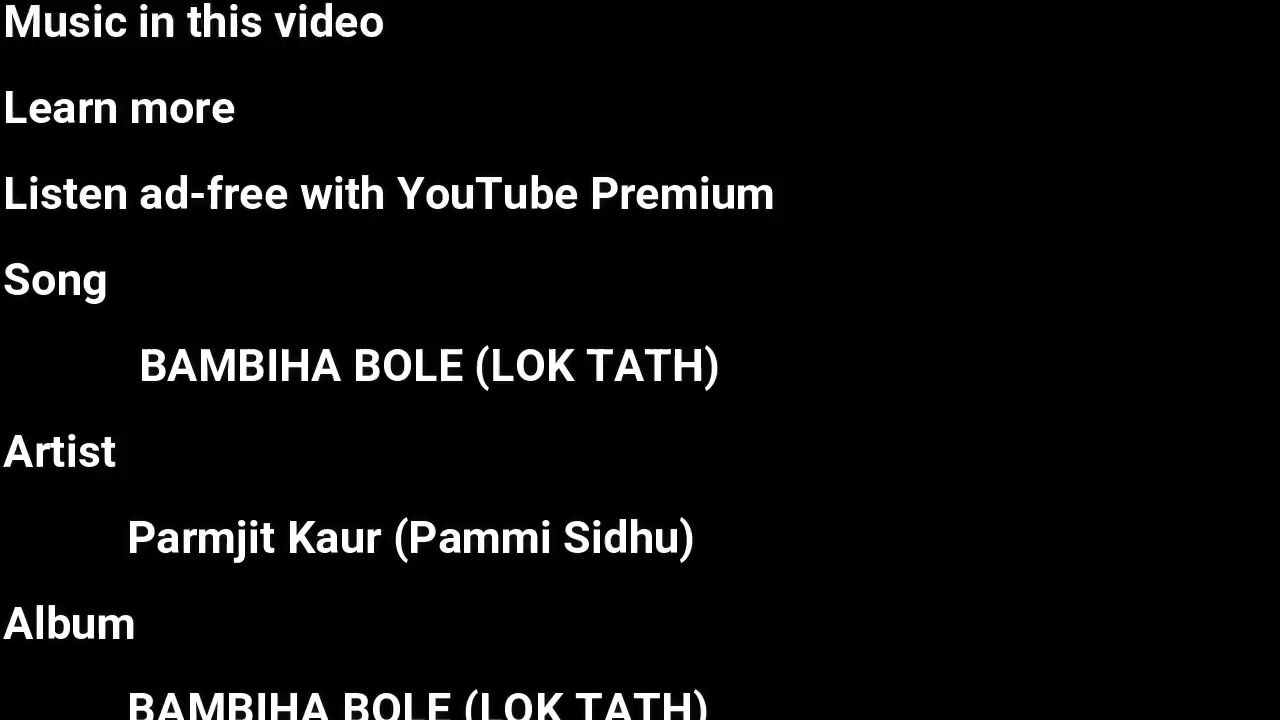 Music in this video
Learn more
Listen ad-free with YouTube Premium
Song
BAMBIHA BOLE (LOK TATH)
Artist
Parmjit Kaur (Pammi Sidhu)
Album
BAMBIHA BOLE (LOK TATH)